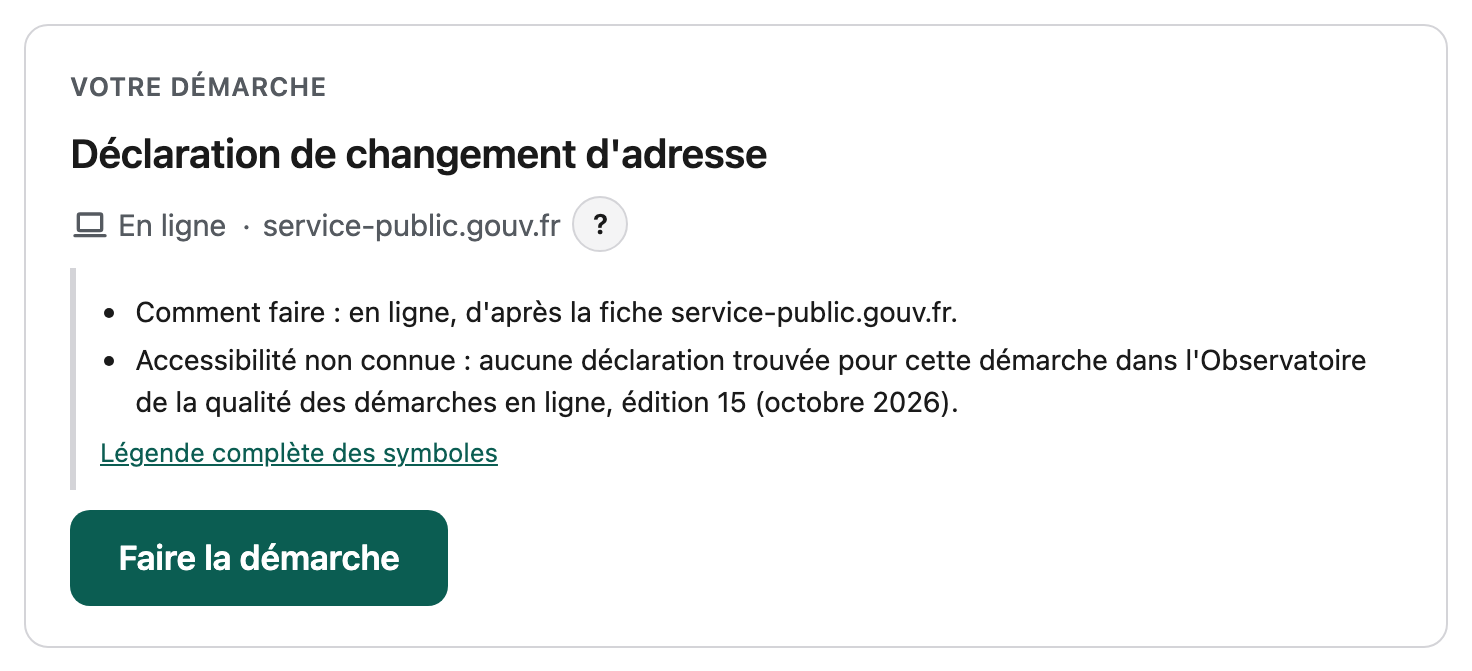 VOTRE DÉMARCHE
Déclaration de changement d'adresse
En ligne · service-public.gouv.fr ?
• Comment faire : en ligne, d'après la fiche service-public.gouv.fr.
• Accessibilité non connue : aucune déclaration trouvée pour cette démarche dans l'Observatoire
de la qualité des démarches en ligne, édition 15 (octobre 2026).
Légende complète des symboles
Faire la démarche